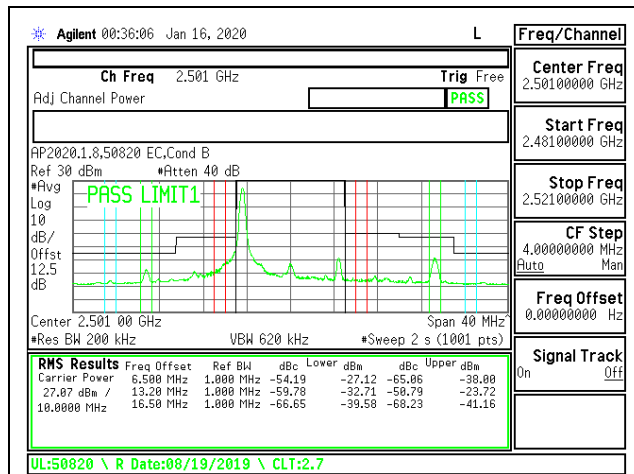 Agilent 00:36:06 Jan 16, 2020 L
Freq/Channel
Ch Freq 2.501 GHz Trig Free
Adj Channel Power PASS
Center Freq
2.50100000 GHz
Start Freq
2.48100000 GHz
Stop Freq
2.52100000 GHz
CF Step
4.00000000 MHz
Auto Man
Freq Offset
0.00000000 Hz
Signal Track
On Off
AP2020.1.8,50820 EC,Cond B
Ref 30 dBm #Atten 40 dB
#Avg
Log
10
dB/
Offst
12.5
dB
PASS LIMIT1
Center 2.501 00 GHz Span 40 MHz^
#Res BW 200 kHz VBW 620 kHz #Sweep 2 s (1001 pts)
RMS Results Freq Offset Ref BW dBc Lower dBm dBc Upper dBm
Carrier Power 6.500 MHz 1.000 MHz -54.19 -27.12 -65.06 -38.00
27.07 dBm / 13.20 MHz 1.000 MHz -59.78 -32.71 -50.79 -23.72
10.0000 MHz 16.50 MHz 1.000 MHz -66.65 -39.58 -68.23 -41.16
UL:50820 \ R Date:08/19/2019 \ CLT:2.7